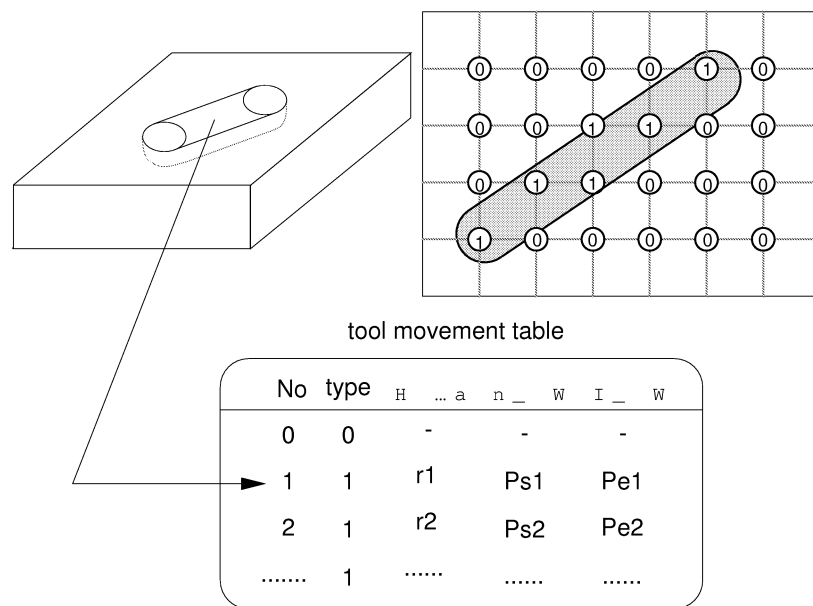 0 0 0 0 1 0
0 0 1 1 0 0
0 1 1 0 0 0
1 0 0 0 0 0
tool movement table
No type H …a n_ W I_ W
0 0 - - -
1 1 r1 Ps1 Pe1
2 1 r2 Ps2 Pe2
....... 1 ...... ...... ......